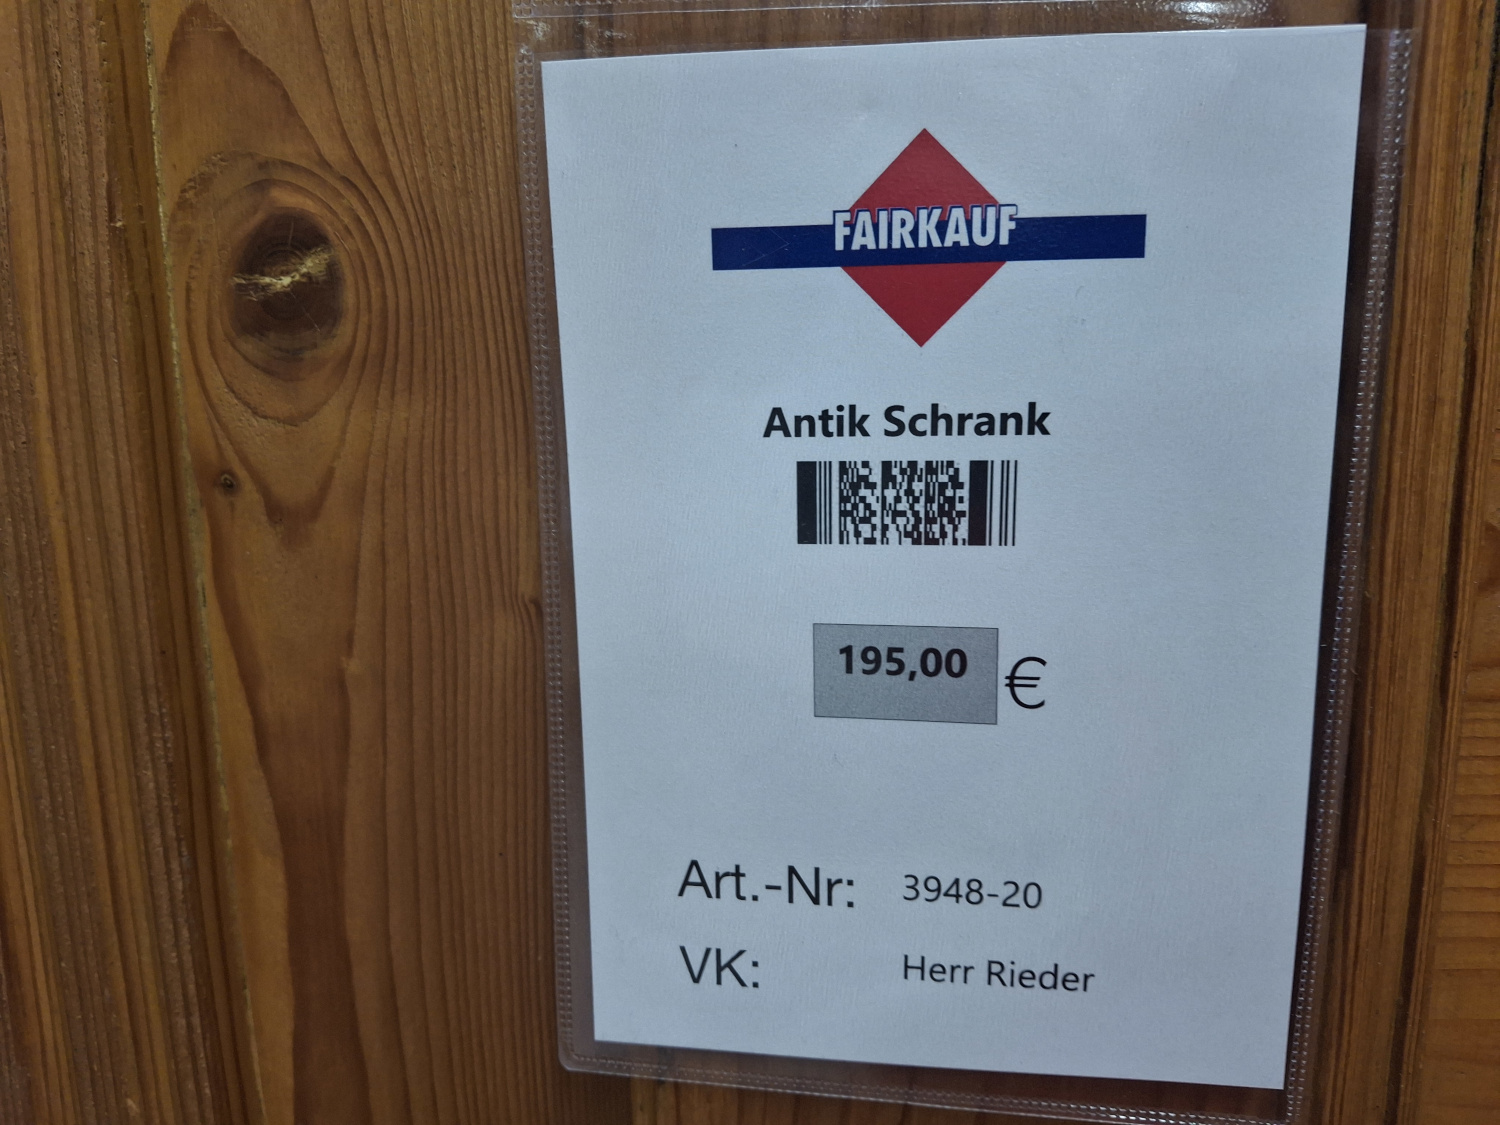 FAIRKAUF
Antik Schrank
195,00 €
Art.-Nr: 3948-20
VK: Herr Rieder